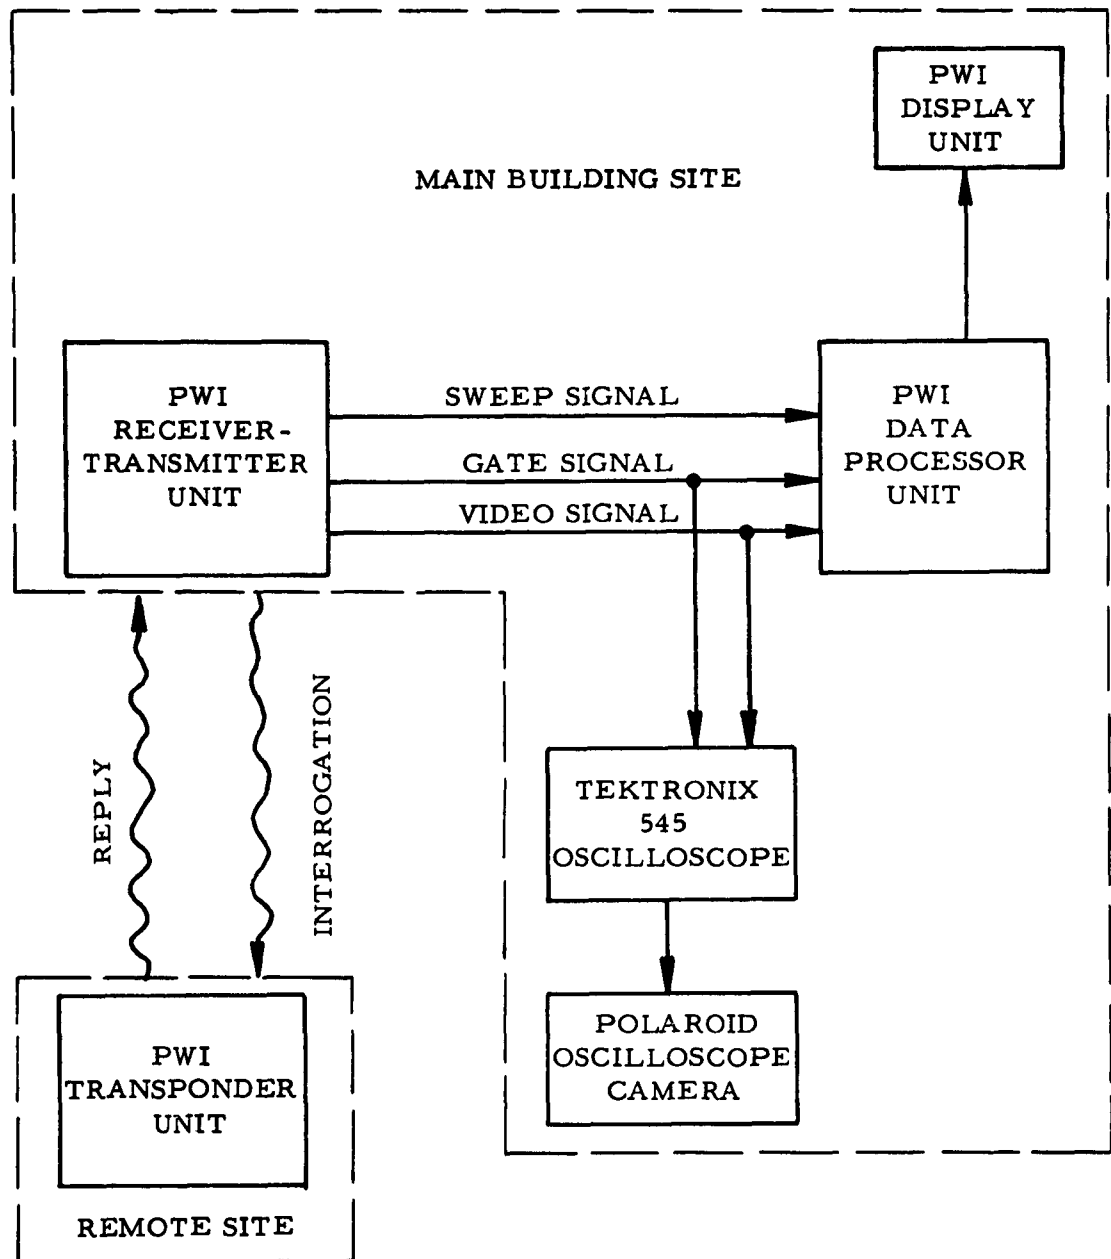 PWI
DISPLAY
UNIT
MAIN BUILDING SITE
PWI
RECEIVER-
TRANSMITTER
UNIT
SWEEP SIGNAL
GATE SIGNAL
VIDEO SIGNAL
PWI
DATA
PROCESSOR
UNIT
REPLY
INTERROGATION
TEKTRONIX
545
OSCILLOSCOPE
POLAROID
OSCILLOSCOPE
CAMERA
PWI
TRANSPONDER
UNIT
REMOTE SITE